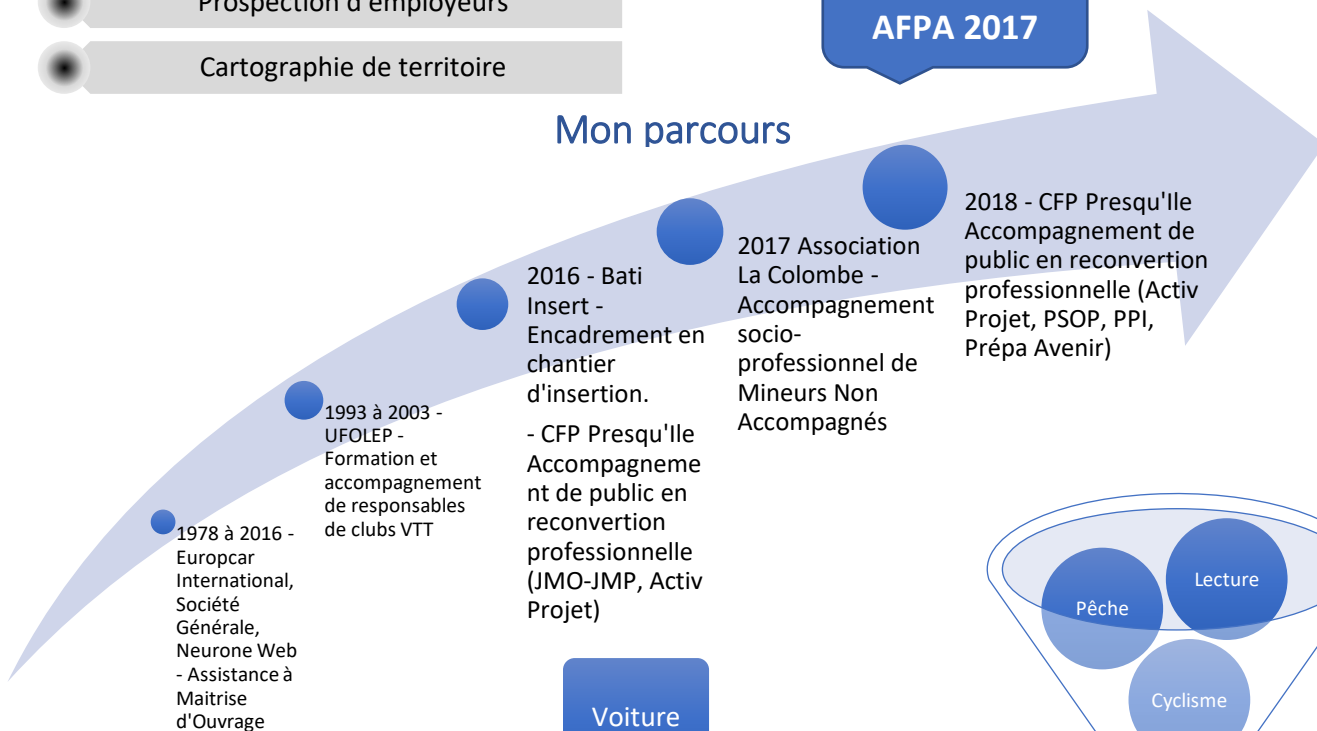 Prospection d'employeurs
Cartographie de territoire
AFPA 2017
Mon parcours
1978 à 2016 -
Europcar
International,
Société
Générale,
Neurone Web
- Assistance à
Maitrise
d'Ouvrage
1993 à 2003 -
UFOLEP -
Formation et
accompagnement
de responsables
de clubs VTT
2016 - Bati
Insert -
Encadrement en
chantier
d'insertion.
- CFP Presqu'Ile
Accompagneme
nt de public en
reconvertion
professionnelle
(JMO-JMP, Activ
Projet)
2017 Association
La Colombe -
Accompagnement
socio-
professionnel de
Mineurs Non
Accompagnés
2018 - CFP Presqu'Ile
Accompagnement de
public en reconvertion
professionnelle (Activ
Projet, PSOP, PPI,
Prépa Avenir)
Voiture
Pêche
Lecture
Cyclisme